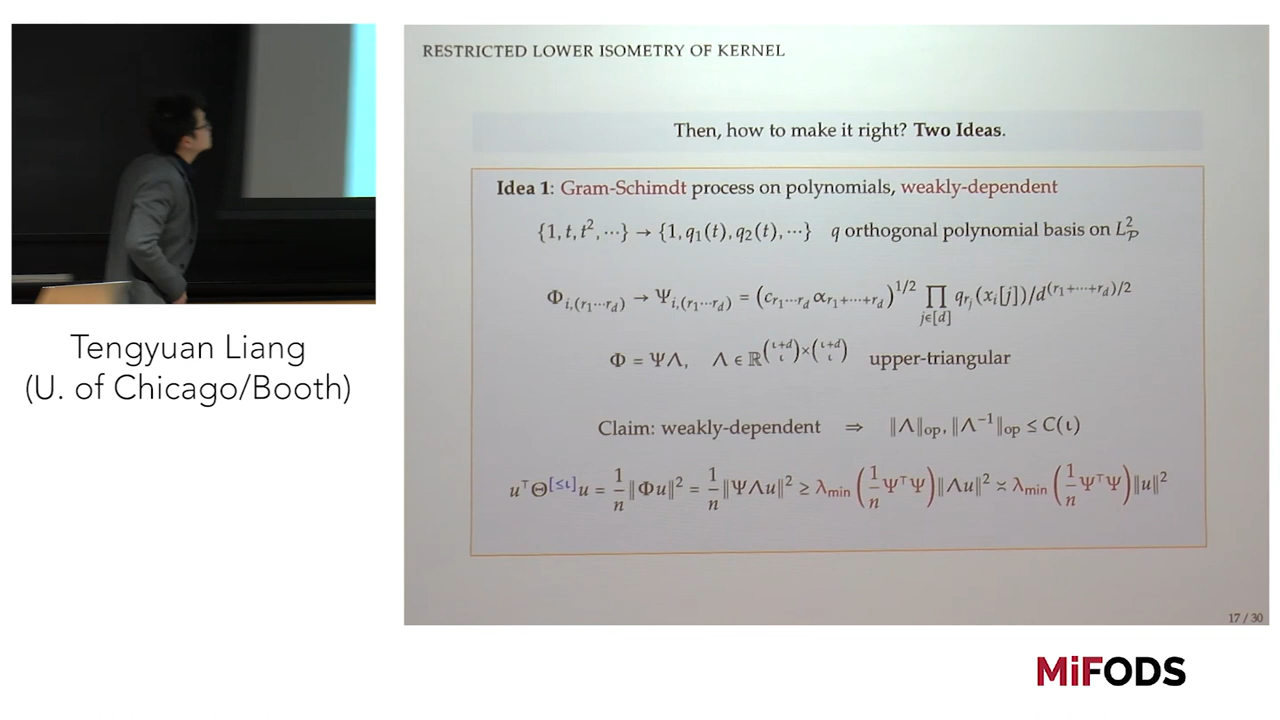 RESTRICTED LOWER ISOMETRY OF KERNEL
Then, how to make it right? Two Ideas.
Idea 1: Gram-Schimdt process on polynomials, weakly-dependent
{1, t, t², ⋯} → {1, q₁(t), q₂(t), ⋯} q orthogonal polynomial basis on L²_𝒫
Φ_{i,(r₁⋯r_d)} → Ψ_{i,(r₁⋯r_d)} = (c_{r₁⋯r_d} α_{r₁+⋯+r_d})^{1/2} ∏_{j∈[d]} q_{r_j}(x_i[j])/d^{(r₁+⋯+r_d)/2}
Φ = ΨΛ, Λ ∈ ℝ^{(ι+d choose ι)×(ι+d choose ι)} upper-triangular
Claim: weakly-dependent ⇒ ‖Λ‖_op, ‖Λ⁻¹‖_op ≤ C(ι)
u^⊤Θ^{[≤ι]}u = 1/n ‖Φu‖² = 1/n ‖ΨΛu‖² ≥ λ_min (1/n Ψ^⊤Ψ) ‖Λu‖² ≍ λ_min (1/n Ψ^⊤Ψ) ‖u‖²
17 / 30
Tengyuan Liang
(U. of Chicago/Booth)
MiFODS